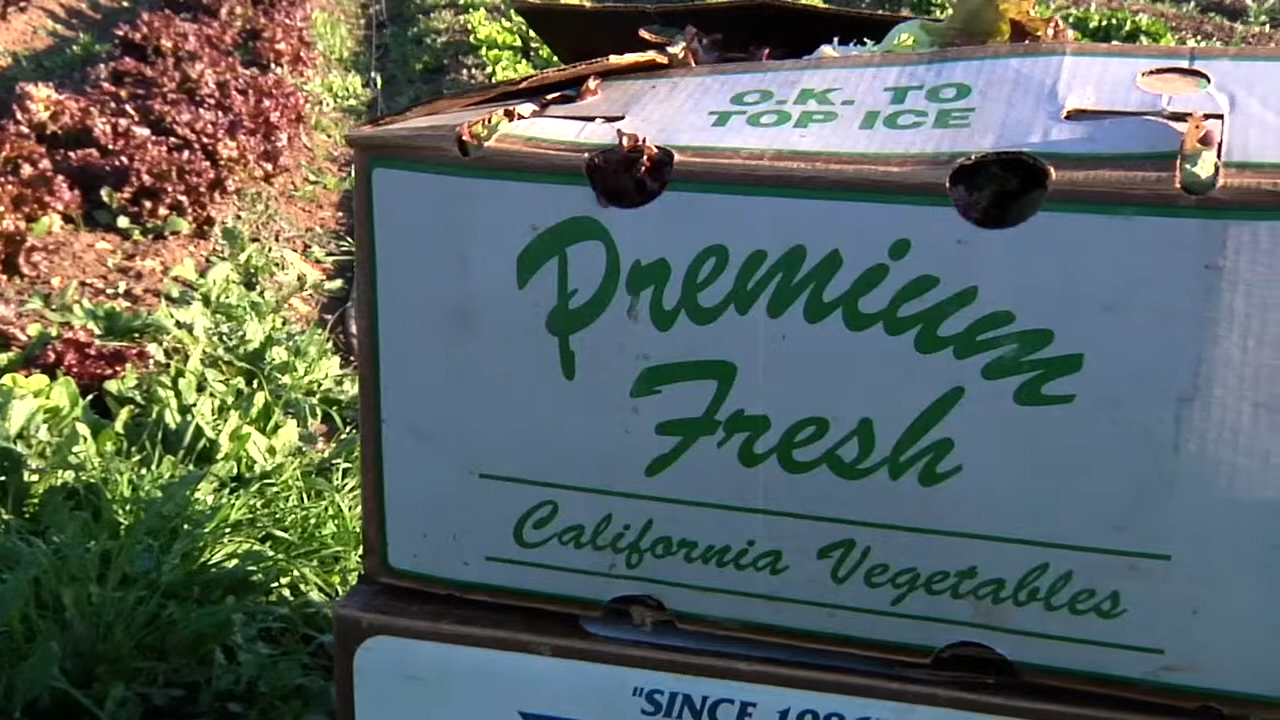 O.K. TO
TOP ICE
Premium
Fresh
California Vegetables
"SINCE